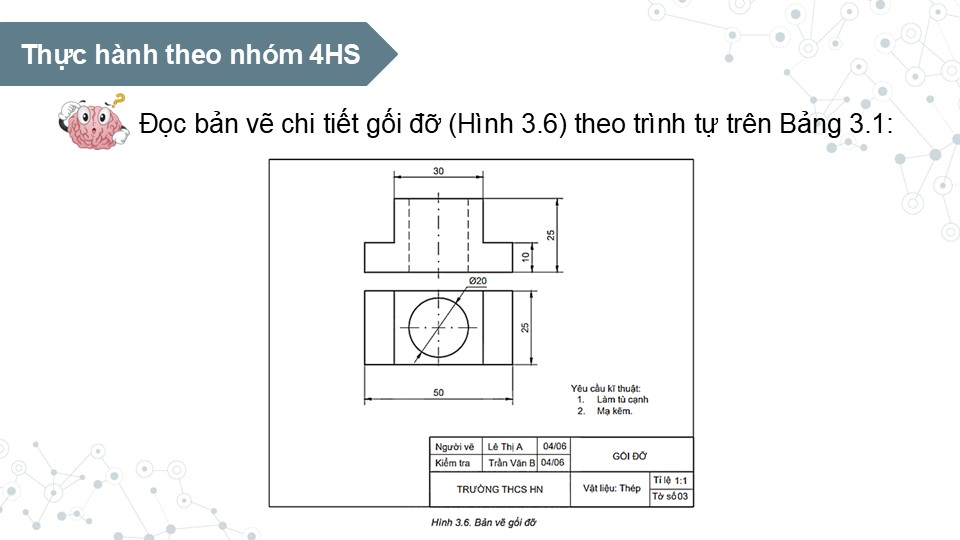 Thực hành theo nhóm 4HS
Đọc bản vẽ chi tiết gối đỡ (Hình 3.6) theo trình tự trên Bảng 3.1:
30
25
10
Ø20
25
50
Yêu cầu kĩ thuật:
1. Làm tù cạnh
2. Mạ kẽm.
Người vẽ Lê Thị A 04/06
GỐI ĐỠ
Kiểm tra Trần Văn B 04/06
TRƯỜNG THCS HN
Vật liệu: Thép
Tỉ lệ 1:1
Tờ số 03
Hình 3.6. Bản vẽ gối đỡ